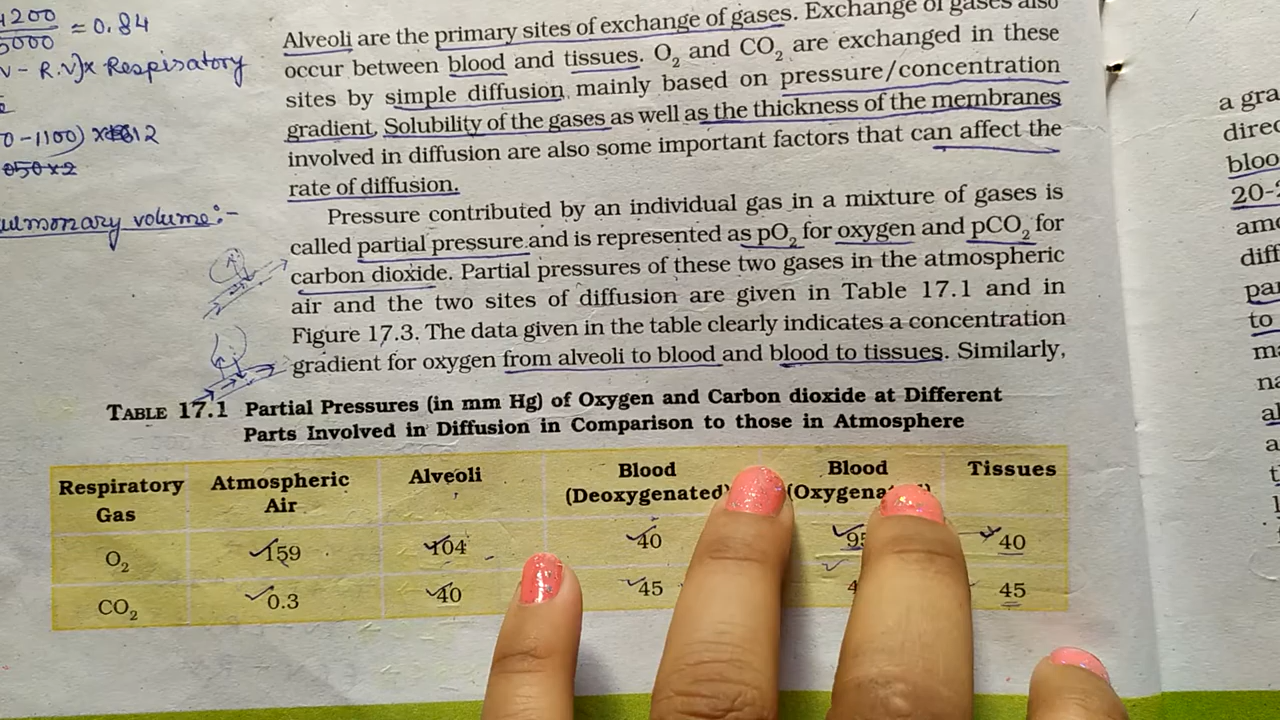 4200
5000 = 0.84
V - R.V)x Respiratory
0 - 1100) x 12
050 x 2
ulmonary volume:-
Alveoli are the primary sites of exchange of gases. Exchange of gases also
occur between blood and tissues. O2 and CO2 are exchanged in these
sites by simple diffusion mainly based on pressure/concentration
gradient. Solubility of the gases as well as the thickness of the membranes
involved in diffusion are also some important factors that can affect the
rate of diffusion.
Pressure contributed by an individual gas in a mixture of gases is
called partial pressure and is represented as pO2 for oxygen and pCO2 for
carbon dioxide. Partial pressures of these two gases in the atmospheric
air and the two sites of diffusion are given in Table 17.1 and in
Figure 17.3. The data given in the table clearly indicates a concentration
gradient for oxygen from alveoli to blood and blood to tissues. Similarly,
TABLE 17.1 Partial Pressures (in mm Hg) of Oxygen and Carbon dioxide at Different
Parts Involved in Diffusion in Comparison to those in Atmosphere
Respiratory Gas Atmospheric Air Alveoli Blood (Deoxygenated) Blood (Oxygena Tissues
O2 159 104 40 95 40
CO2 0.3 40 45 4 45
a gra
direc
bloo
20-
amo
diff
par
to
ma
na
al
a